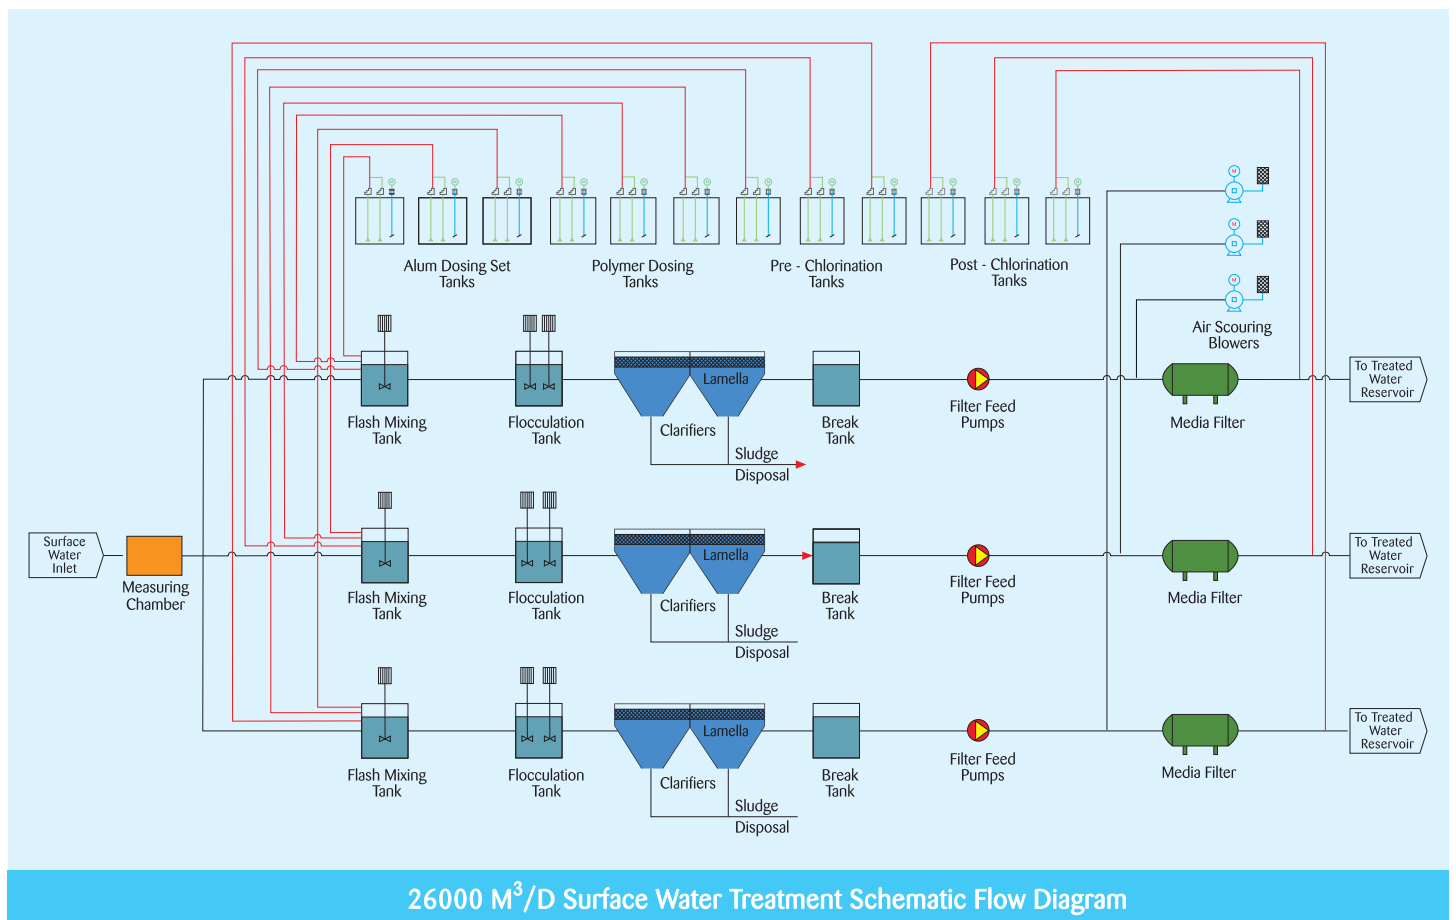 Alum Dosing Set
Tanks
Polymer Dosing
Tanks
Pre - Chlorination
Tanks
Post - Chlorination
Tanks
M
M
M
Air Scouring
Blowers
Lamella
Flash Mixing
Tank
Flocculation
Tank
Clarifiers
Sludge
Disposal
Break
Tank
Filter Feed
Pumps
Media Filter
To Treated
Water
Reservoir
Surface
Water
Inlet
Measuring
Chamber
Lamella
Flash Mixing
Tank
Flocculation
Tank
Clarifiers
Sludge
Disposal
Break
Tank
Filter Feed
Pumps
Media Filter
To Treated
Water
Reservoir
Lamella
Flash Mixing
Tank
Flocculation
Tank
Clarifiers
Sludge
Disposal
Break
Tank
Filter Feed
Pumps
Media Filter
To Treated
Water
Reservoir
26000 M³/D Surface Water Treatment Schematic Flow Diagram